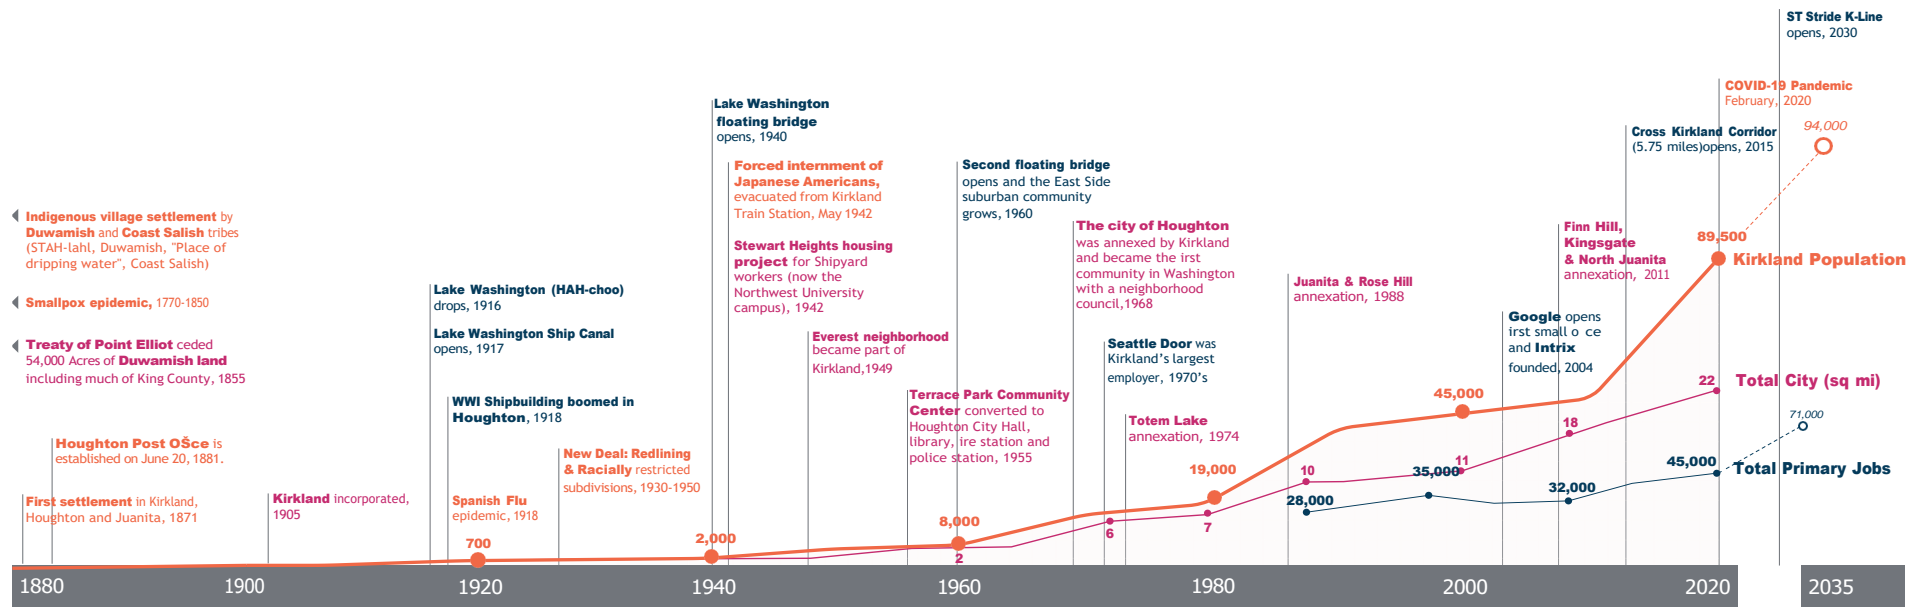 ST Stride K-Line
opens, 2030
COVID-19 Pandemic
February, 2020
94,000
Cross Kirkland Corridor
(5.75 miles)opens, 2015
Lake Washington
floating bridge
opens, 1940
Forced internment of
Japanese Americans,
evacuated from Kirkland
Train Station, May 1942
Stewart Heights housing
project for Shipyard
workers (now the
Northwest University
campus), 1942
Second floating bridge
opens and the East Side
suburban community
grows, 1960
Indigenous village settlement by
Duwamish and Coast Salish tribes
(STAH-lahl, Duwamish, "Place of
dripping water", Coast Salish)
Smallpox epidemic, 1770-1850
Treaty of Point Elliot ceded
54,000 Acres of Duwamish land
including much of King County, 1855
Lake Washington (HAH-choo)
drops, 1916
Lake Washington Ship Canal
opens, 1917
WWI Shipbuilding boomed in
Houghton, 1918
The city of Houghton
was annexed by Kirkland
and became the irst
community in Washington
with a neighborhood
council,1968
Juanita & Rose Hill
annexation, 1988
Finn Hill,
Kingsgate
& North Juanita
annexation, 2011
89,500
Kirkland Population
Google opens
irst small o ce
and Intrix
founded, 2004
Everest neighborhood
became part of
Kirkland,1949
Seattle Door was
Kirkland's largest
employer, 1970's
Terrace Park Community
Center converted to
Houghton City Hall,
library, ire station and
police station, 1955
Totem Lake
annexation, 1974
Houghton Post OŠce is
established on June 20, 1881.
First settlement in Kirkland,
Houghton and Juanita, 1871
Kirkland incorporated,
1905
Spanish Flu
epidemic, 1918
New Deal: Redlining
& Racially restricted
subdivisions, 1930-1950
700
2,000
8,000
19,000
45,000
2
6
7
10
11
18
22
Total City (sq mi)
28,000
35,000
32,000
45,000
71,000
Total Primary Jobs
1880
1900
1920
1940
1960
1980
2000
2020
2035